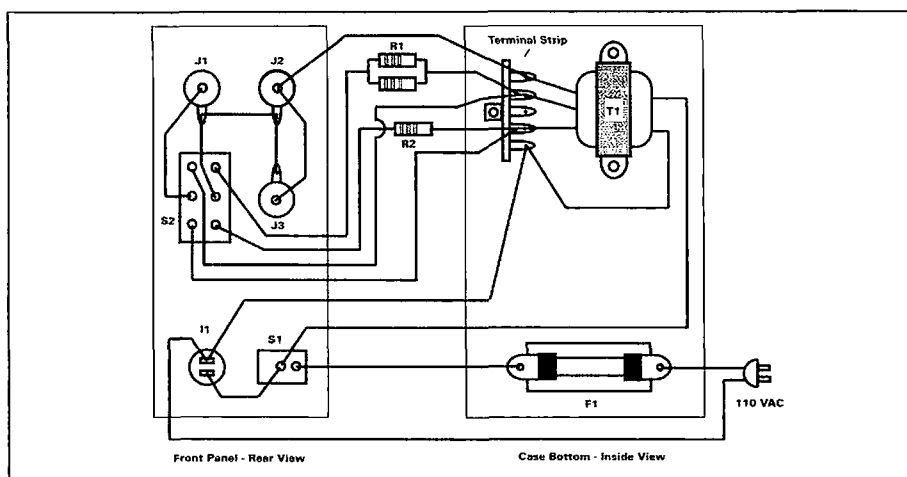 Terminal Strip
J1
J2
R1
T1
R2
S2
J3
I1
S1
F1
110 VAC
Front Panel - Rear View
Case Bottom - Inside View